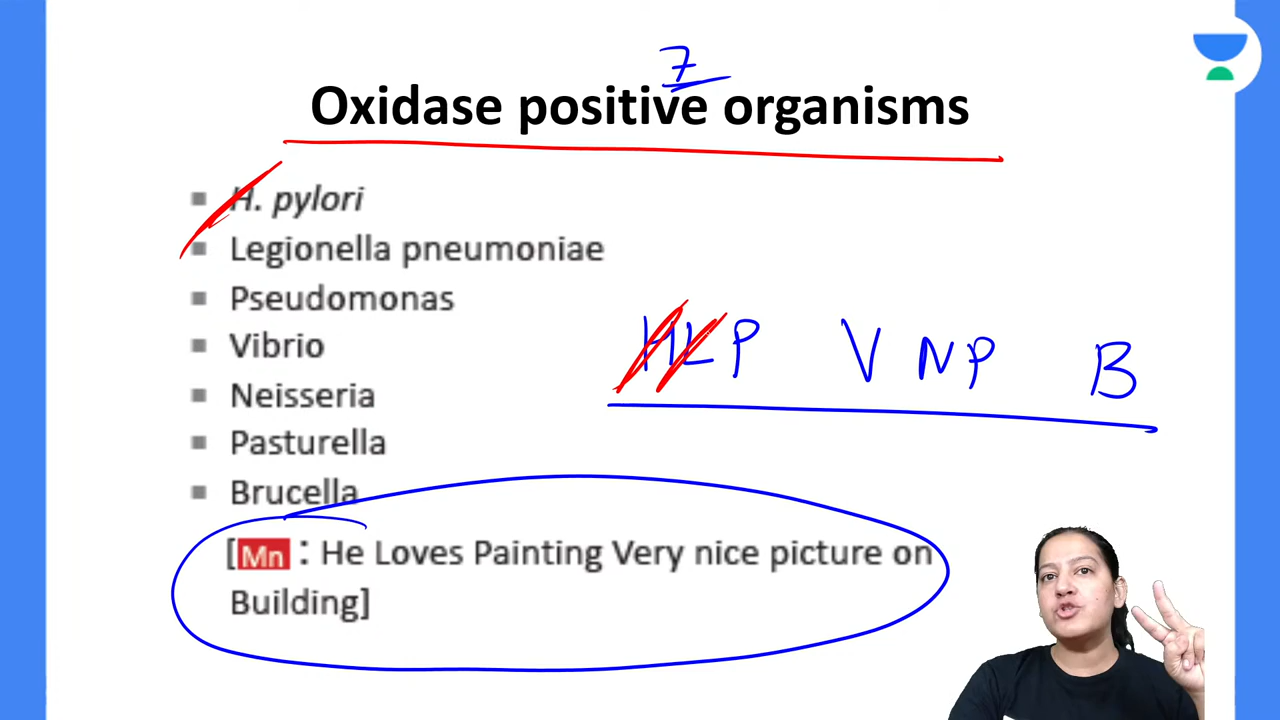 7
Oxidase positive organisms
H. pylori
Legionella pneumoniae
Pseudomonas
Vibrio
Neisseria
Pasturella
Brucella
HLP V NP B
[Mn : He Loves Painting Very nice picture on
Building]